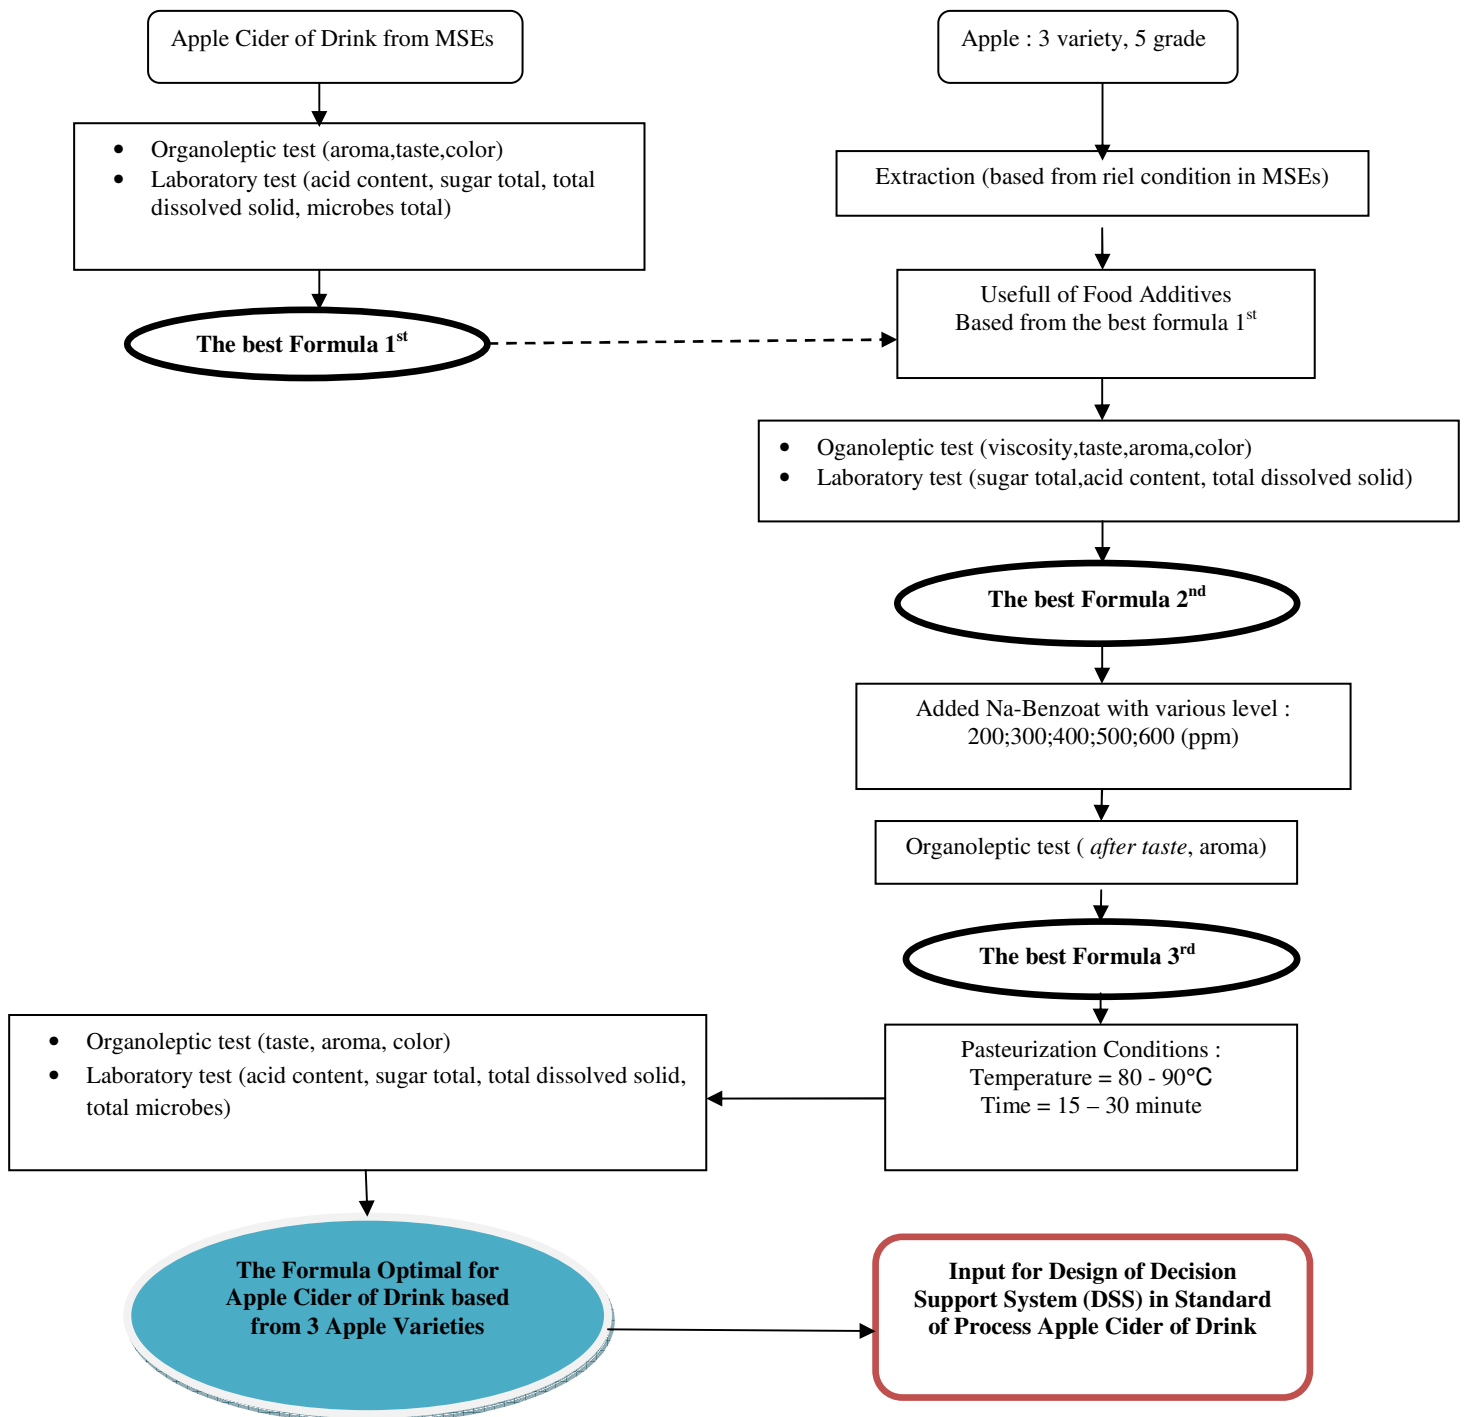 Apple Cider of Drink from MSEs
• Organoleptic test (aroma,taste,color)
• Laboratory test (acid content, sugar total, total
dissolved solid, microbes total)
The best Formula 1st
Apple : 3 variety, 5 grade
Extraction (based from riel condition in MSEs)
Usefull of Food Additives
Based from the best formula 1st
• Oganoleptic test (viscosity,taste,aroma,color)
• Laboratory test (sugar total,acid content, total dissolved solid)
The best Formula 2nd
Added Na-Benzoat with various level :
200;300;400;500;600 (ppm)
Organoleptic test ( after taste, aroma)
The best Formula 3rd
Pasteurization Conditions :
Temperature = 80 - 90°C
Time = 15 – 30 minute
• Organoleptic test (taste, aroma, color)
• Laboratory test (acid content, sugar total, total dissolved solid,
total microbes)
The Formula Optimal for
Apple Cider of Drink based
from 3 Apple Varieties
Input for Design of Decision
Support System (DSS) in Standard
of Process Apple Cider of Drink